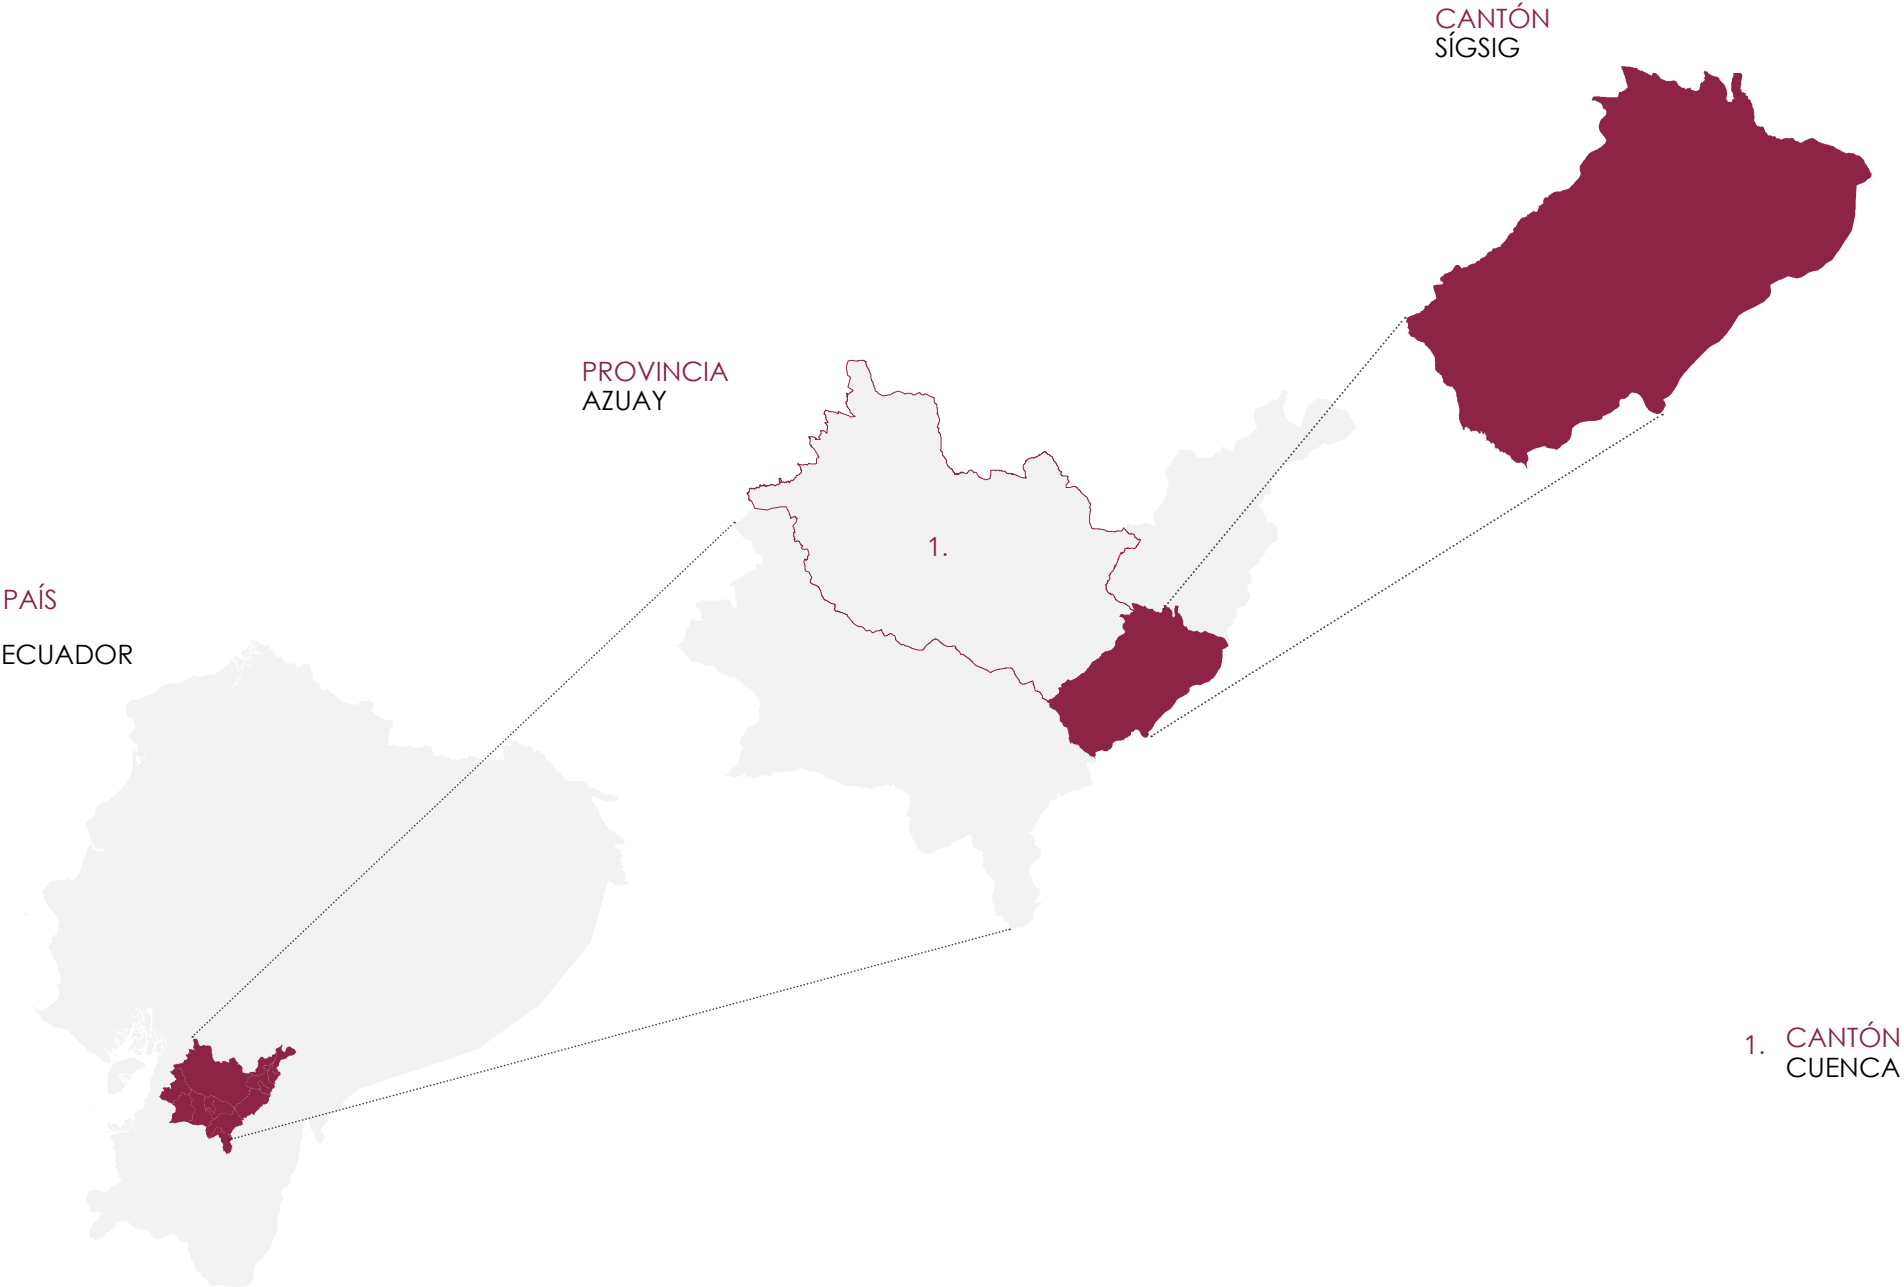 CANTÓN
SÍGSIG
PROVINCIA
AZUAY
1.
PAÍS
ECUADOR
1. CANTÓN
CUENCA